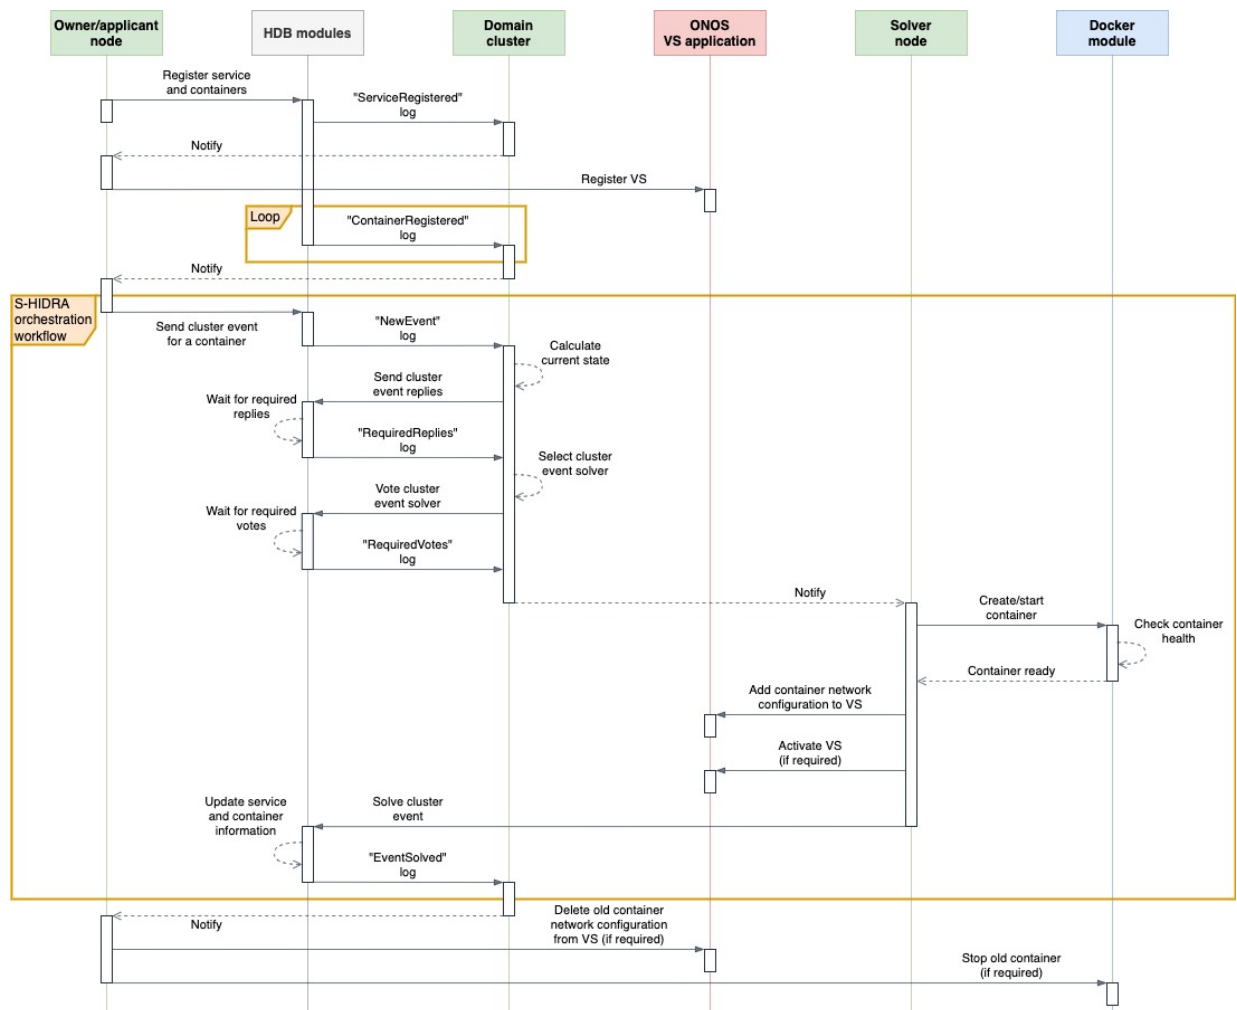 Owner/applicant
node
HDB modules
Domain
cluster
ONOS
VS application
Solver
node
Docker
module
Register service
and containers
"ServiceRegistered"
log
Notify
Register VS
Loop
"ContainerRegistered"
log
Notify
S-HIDRA
orchestration
workflow
Send cluster event
for a container
"NewEvent"
log
Calculate
current state
Send cluster
event replies
Wait for required
replies
"RequiredReplies"
log
Select cluster
event solver
Vote cluster
event solver
Wait for required
votes
"RequiredVotes"
log
Notify
Create/start
container
Check container
health
Container ready
Add container network
configuration to VS
Activate VS
(if required)
Update service
and container
information
Solve cluster
event
"EventSolved"
log
Notify
Delete old container
network configuration
from VS (if required)
Stop old container
(if required)